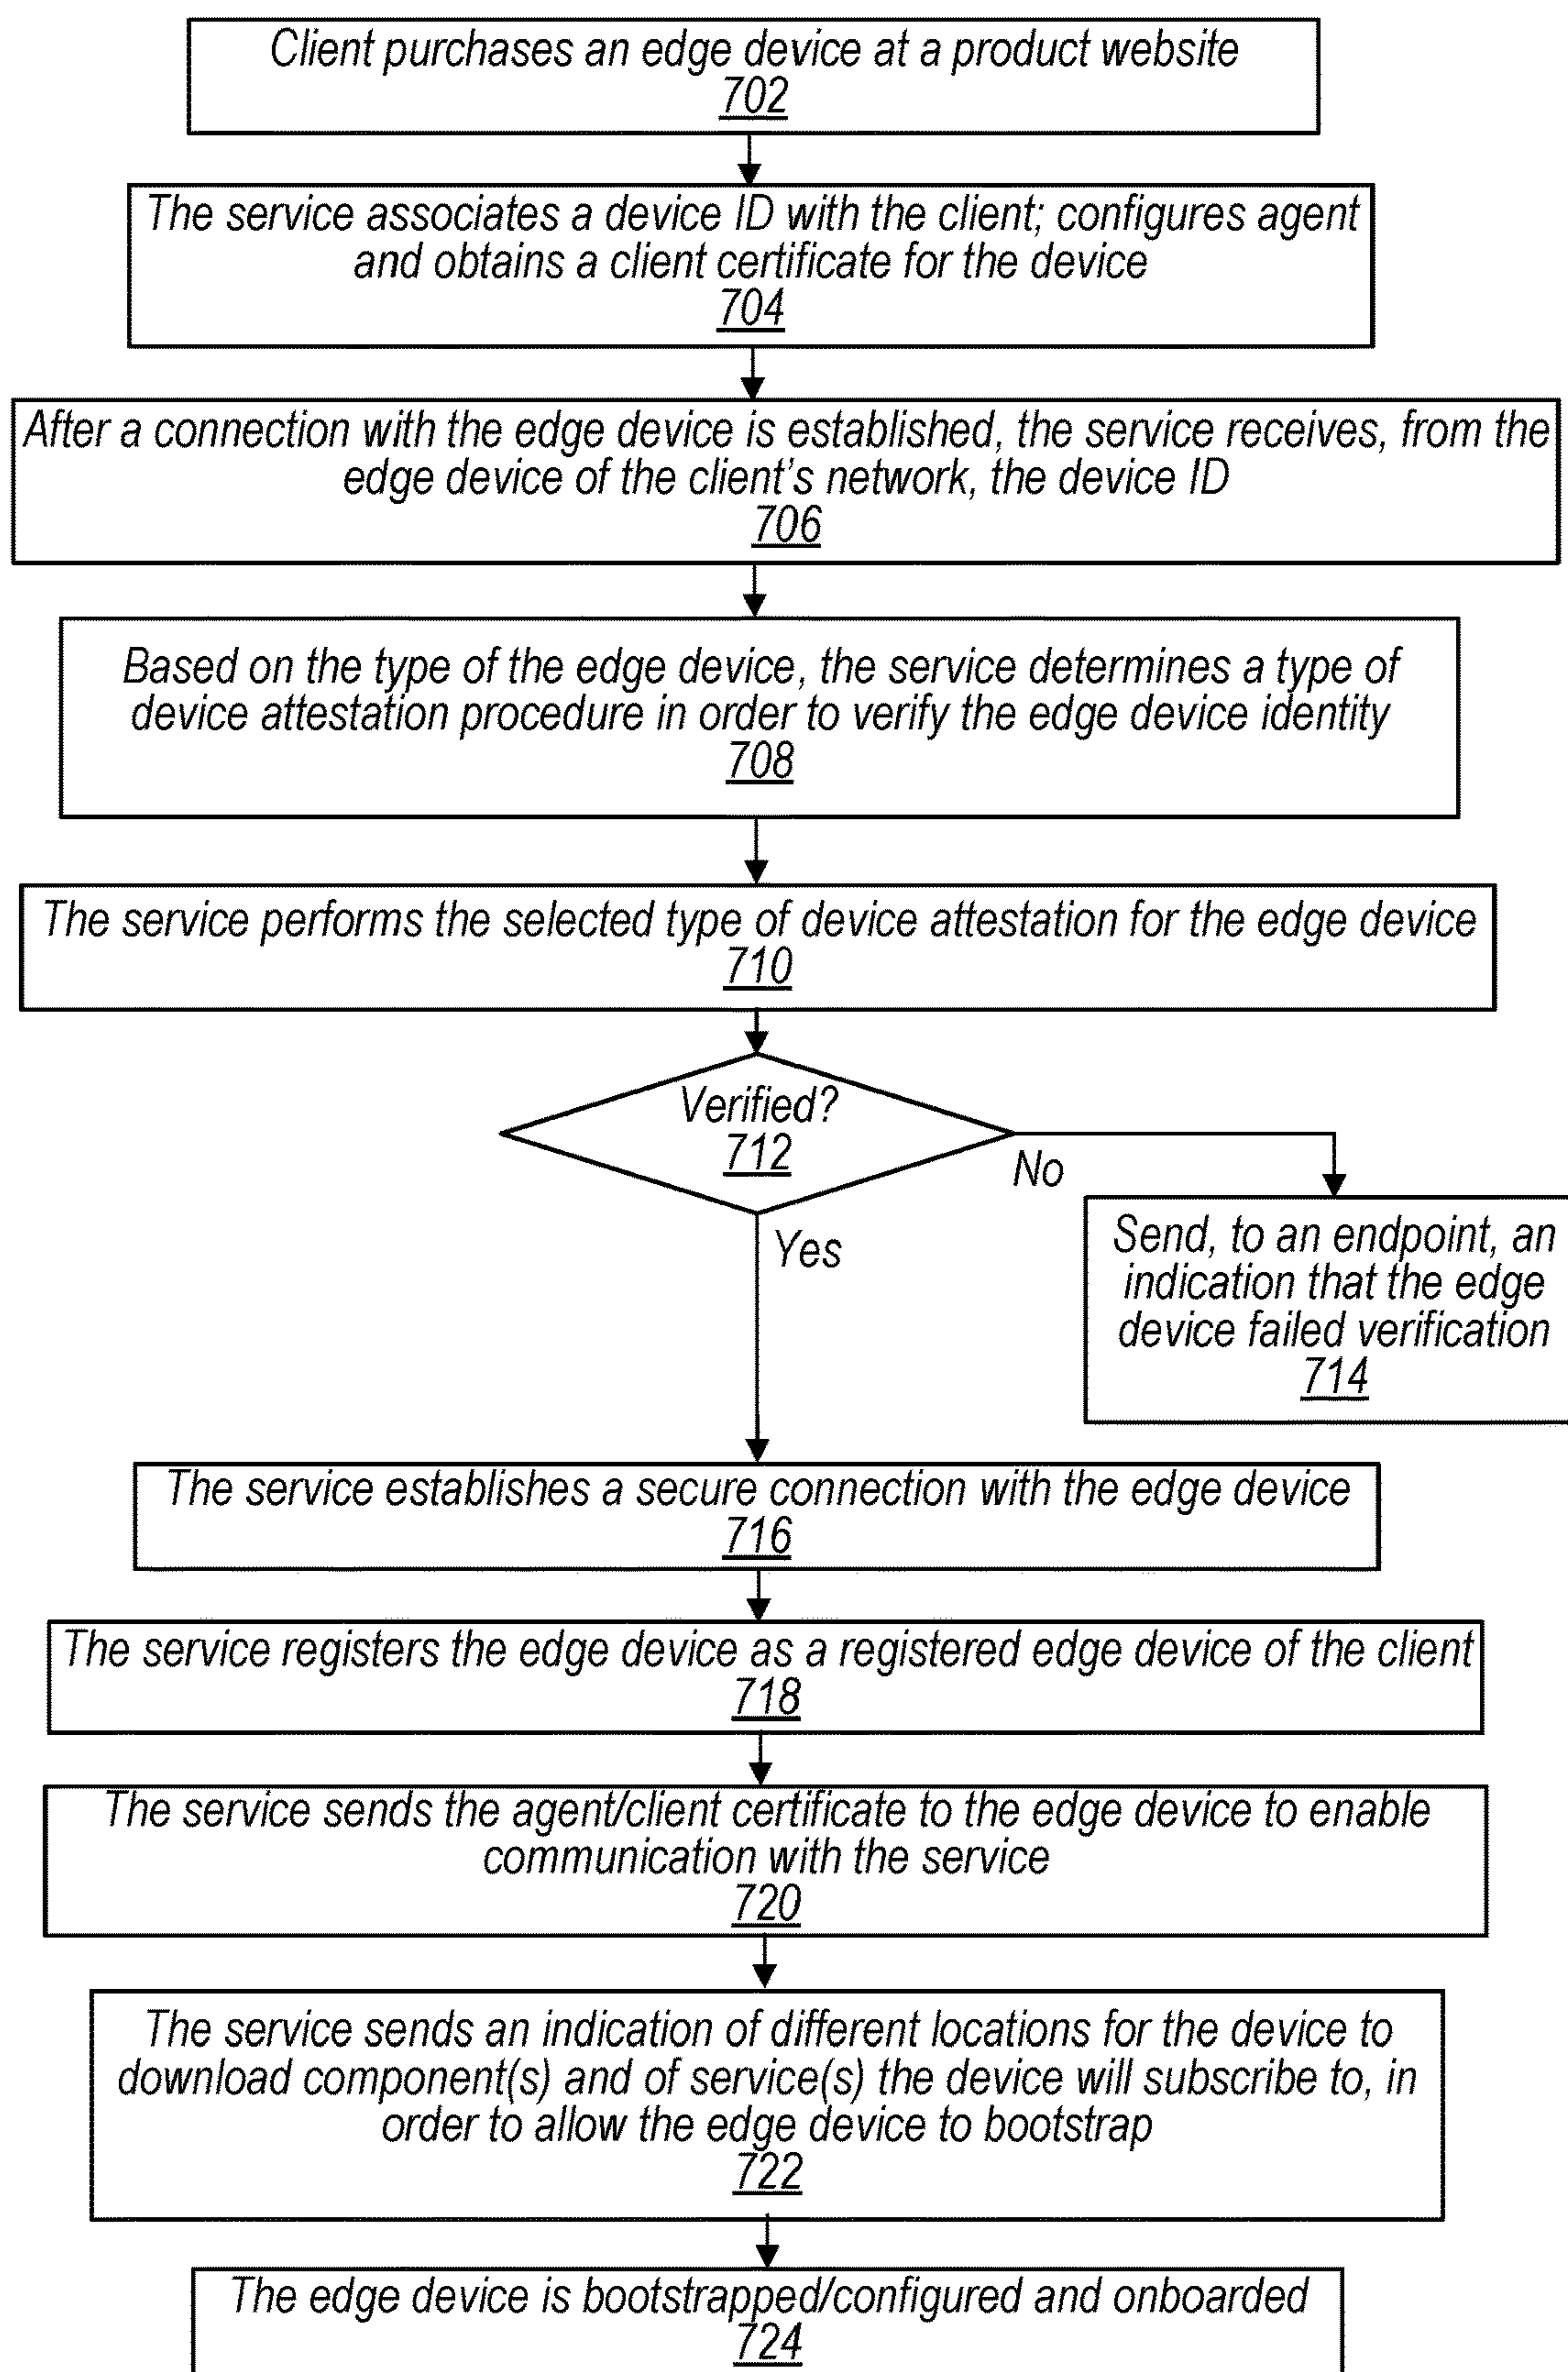 Client purchases an edge device at a product website
702
The service associates a device ID with the client; configures agent
and obtains a client certificate for the device
704
After a connection with the edge device is established, the service receives, from the
edge device of the client's network, the device ID
706
Based on the type of the edge device, the service determines a type of
device attestation procedure in order to verify the edge device identity
708
The service performs the selected type of device attestation for the edge device
710
Verified?
712
No
Yes
Send, to an endpoint, an
indication that the edge
device failed verification
714
The service establishes a secure connection with the edge device
716
The service registers the edge device as a registered edge device of the client
718
The service sends the agent/client certificate to the edge device to enable
communication with the service
720
The service sends an indication of different locations for the device to
download component(s) and of service(s) the device will subscribe to, in
order to allow the edge device to bootstrap
722
The edge device is bootstrapped/configured and onboarded
724